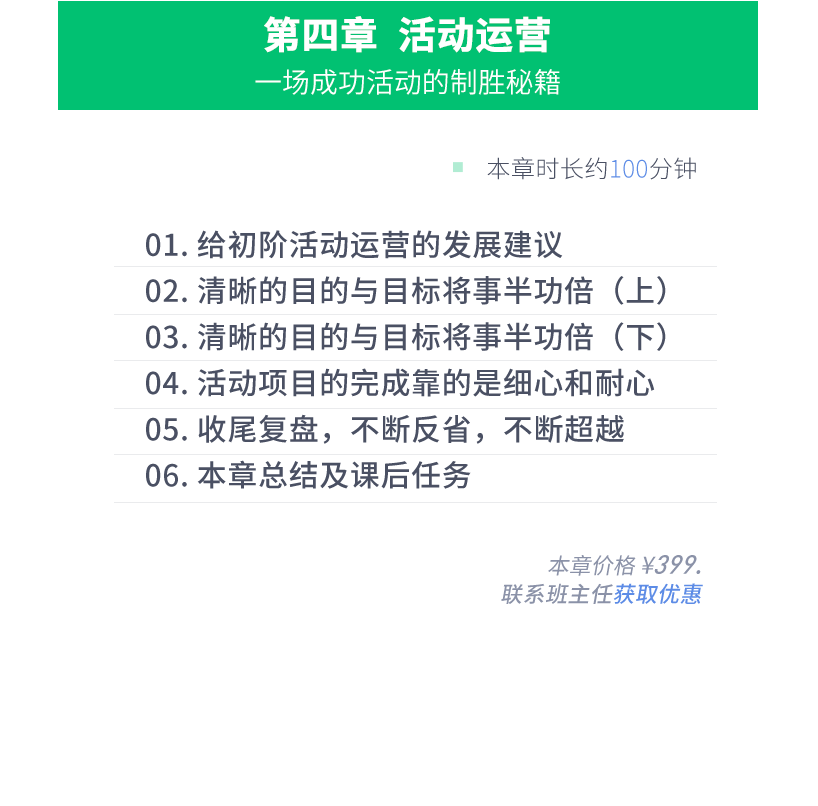 第四章 活动运营
一场成功活动的制胜秘籍
本章时长约100分钟
01. 给初阶活动运营的发展建议
02. 清晰的目的与目标将事半功倍（上）
03. 清晰的目的与目标将事半功倍（下）
04. 活动项目的完成靠的是细心和耐心
05. 收尾复盘，不断反省，不断超越
06. 本章总结及课后任务
本章价格 ¥399.
联系班主任获取优惠